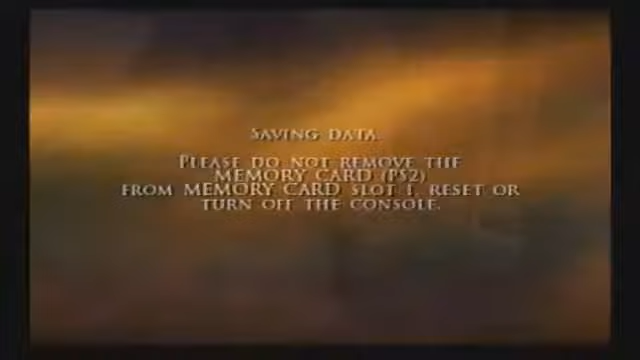 SAVING DATA.
PLEASE DO NOT REMOVE THE
MEMORY CARD (PS2)
FROM MEMORY CARD SLOT 1, RESET OR
TURN OFF THE CONSOLE.